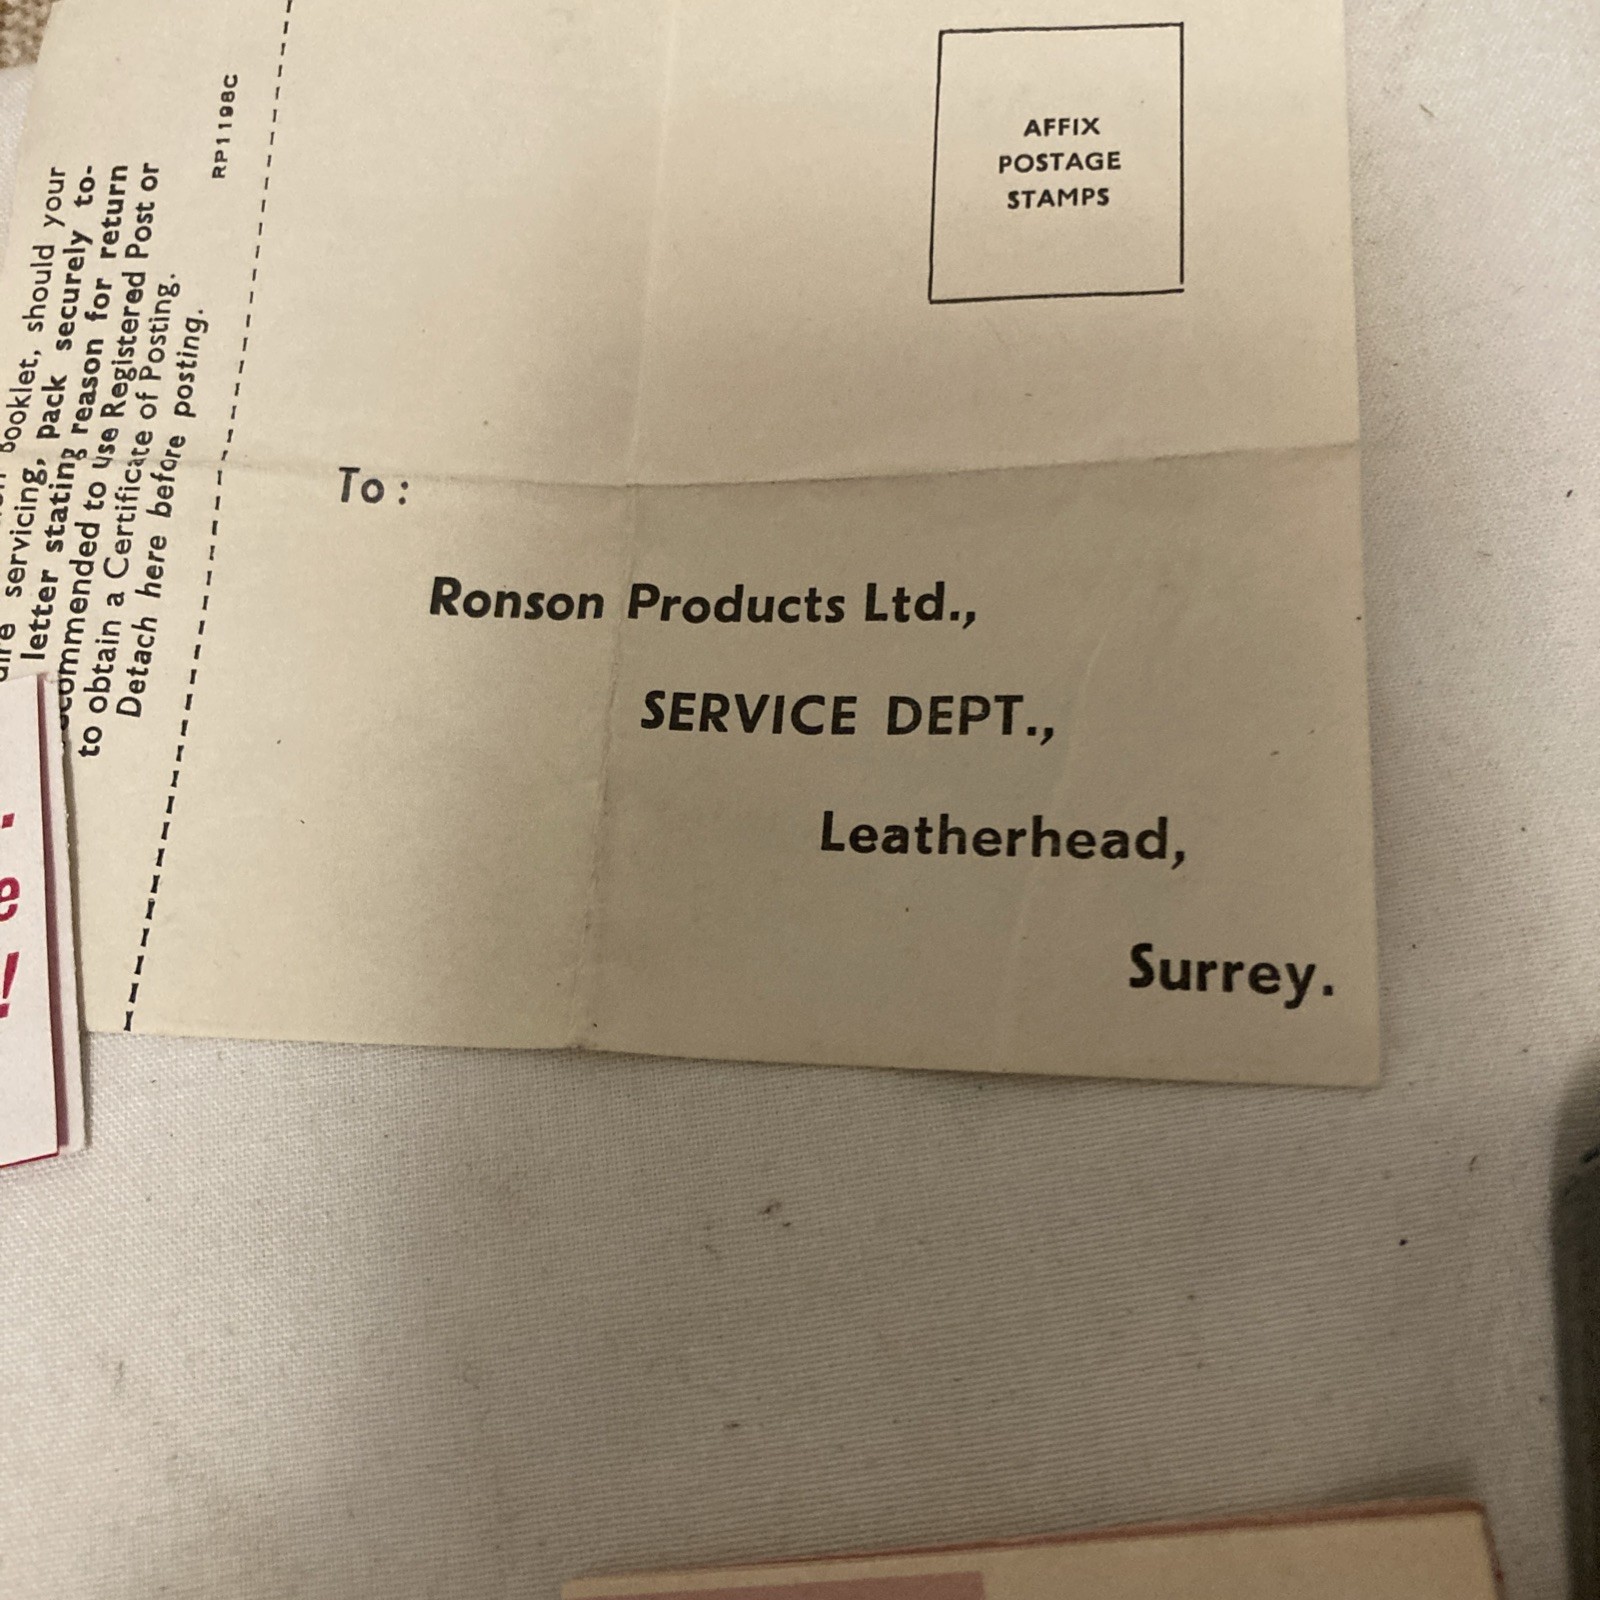 booklet, should your
servicing, pack securely to-
letter stating reason for return
recommended to use Registered Post or
to obtain a Certificate of Posting.
Detach here before posting.
RP1198C
AFFIX
POSTAGE
STAMPS
To:
Ronson Products Ltd.,
SERVICE DEPT.,
Leatherhead,
Surrey.